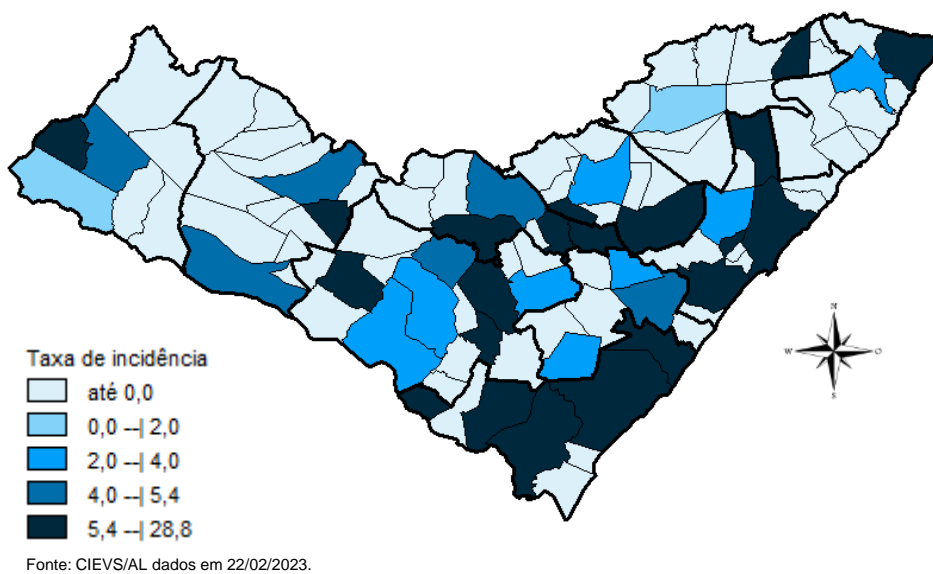 N
W
O
S
Taxa de incidência
até 0,0
0,0 --| 2,0
2,0 --| 4,0
4,0 --| 5,4
5,4 --| 28,8
Fonte: CIEVS/AL dados em 22/02/2023.